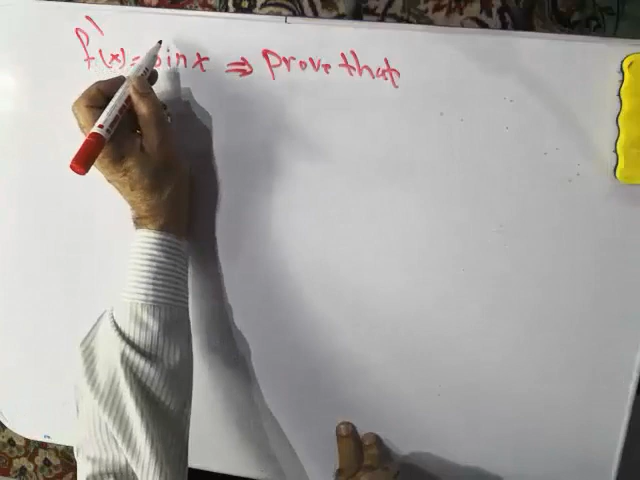 f'(x) = sin x ⇒ Prove that